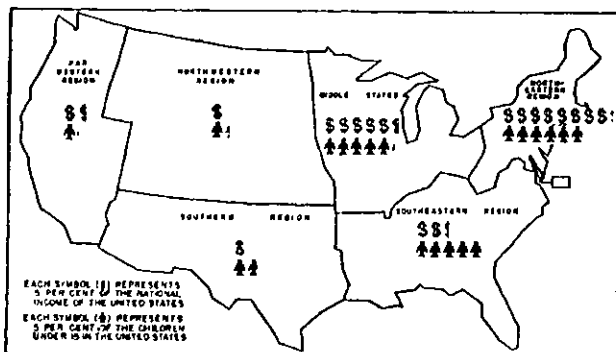 FAR
WESTERN
REGION
NORTHWESTERN
REGION
MIDDLE STATES
NORTH-
EASTERN
REGION
SOUTHERN REGION
SOUTHEASTERN REGION
EACH SYMBOL ($) REPRESENTS
5 PER CENT OF THE NATIONAL
INCOME OF THE UNITED STATES
EACH SYMBOL () REPRESENTS
5 PER CENT OF THE CHILDREN
UNDER 15 IN THE UNITED STATES